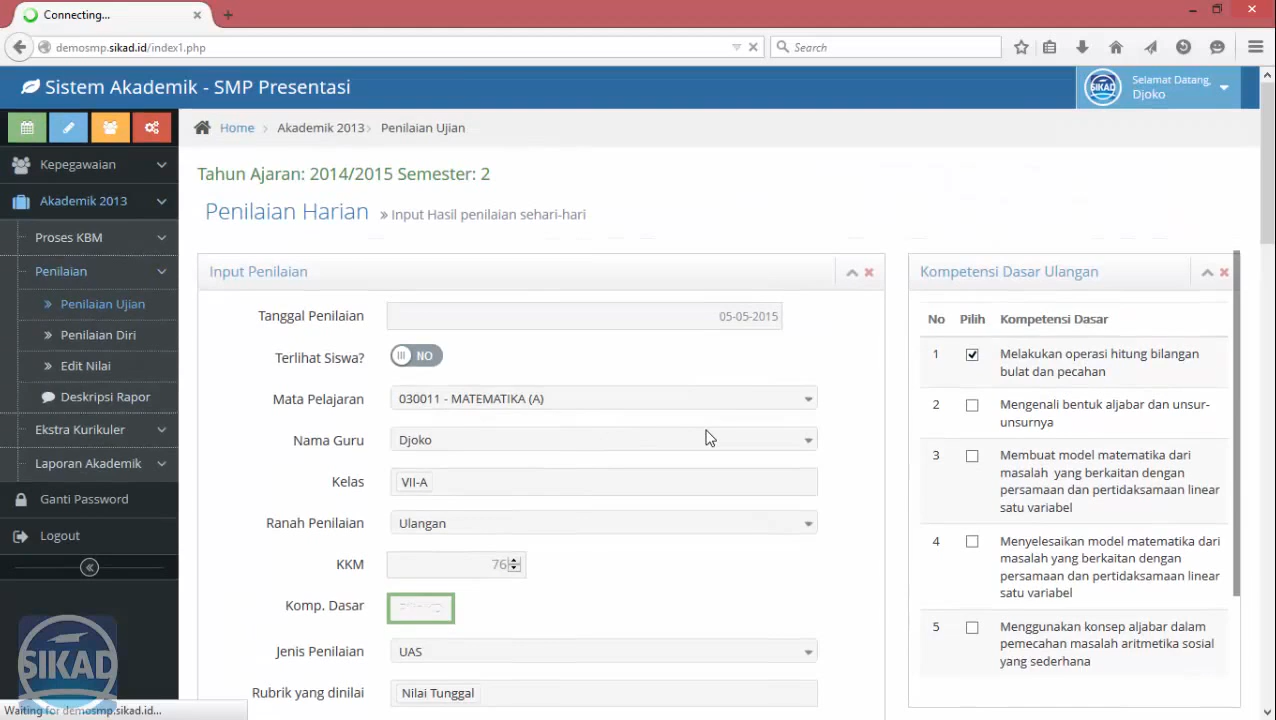 Connecting...
demosmp.sikad.id/index1.php
Search
Sistem Akademik - SMP Presentasi
SIKAD
Selamat Datang,
Djoko
Home
Akademik 2013
Penilaian Ujian
Kepegawaian
Akademik 2013
Proses KBM
Penilaian
» Penilaian Ujian
» Penilaian Diri
» Edit Nilai
Deskripsi Rapor
Ekstra Kurikuler
Laporan Akademik
Ganti Password
Logout
SIKAD
Waiting for demosmp.sikad.id...
Tahun Ajaran: 2014/2015 Semester: 2
Penilaian Harian » Input Hasil penilaian sehari-hari
Input Penilaian
Tanggal Penilaian 05-05-2015
Terlihat Siswa? NO
Mata Pelajaran 030011 - MATEMATIKA (A)
Nama Guru Djoko
Kelas VII-A
Ranah Penilaian Ulangan
KKM 76
Komp. Dasar
Jenis Penilaian UAS
Rubrik yang dinilai Nilai Tunggal
Kompetensi Dasar Ulangan
No Pilih Kompetensi Dasar
1 Melakukan operasi hitung bilangan
bulat dan pecahan
2 Mengenali bentuk aljabar dan unsur-
unsurnya
3 Membuat model matematika dari
masalah yang berkaitan dengan
persamaan dan pertidaksamaan linear
satu variabel
4 Menyelesaikan model matematika dari
masalah yang berkaitan dengan
persamaan dan pertidaksamaan linear
satu variabel
5 Menggunakan konsep aljabar dalam
pemecahan masalah aritmetika sosial
yang sederhana